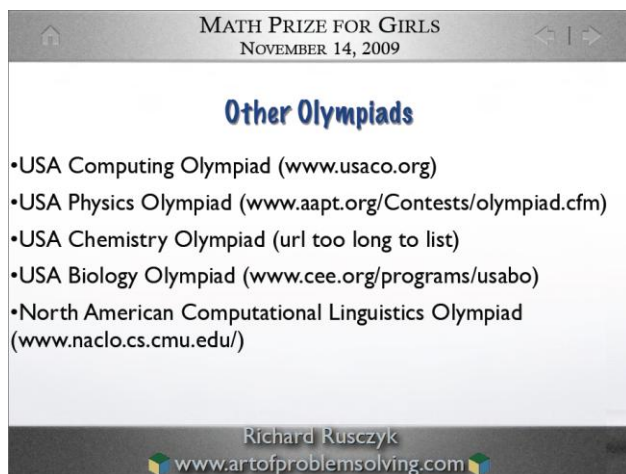 MATH PRIZE FOR GIRLS
NOVEMBER 14, 2009
Other Olympiads
•USA Computing Olympiad (www.usaco.org)
•USA Physics Olympiad (www.aapt.org/Contests/olympiad.cfm)
•USA Chemistry Olympiad (url too long to list)
•USA Biology Olympiad (www.cee.org/programs/usabo)
•North American Computational Linguistics Olympiad
(www.naclo.cs.cmu.edu/)
Richard Rusczyk
www.artofproblemsolving.com